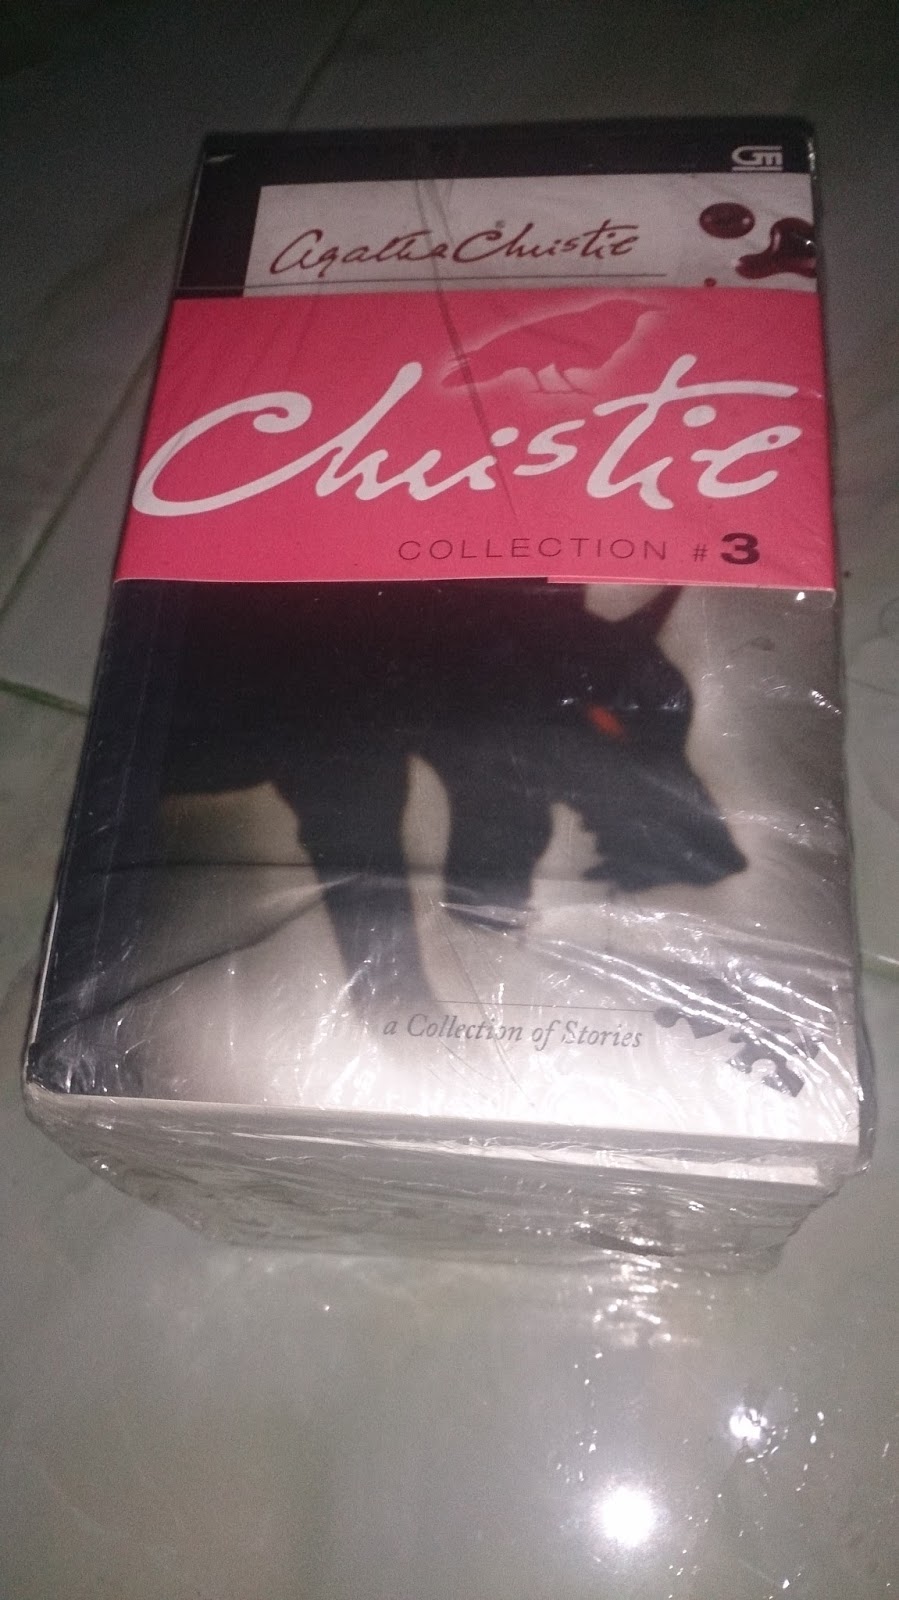 GM
Agatha Christie
Christie
COLLECTION # 3
a Collection of Stories